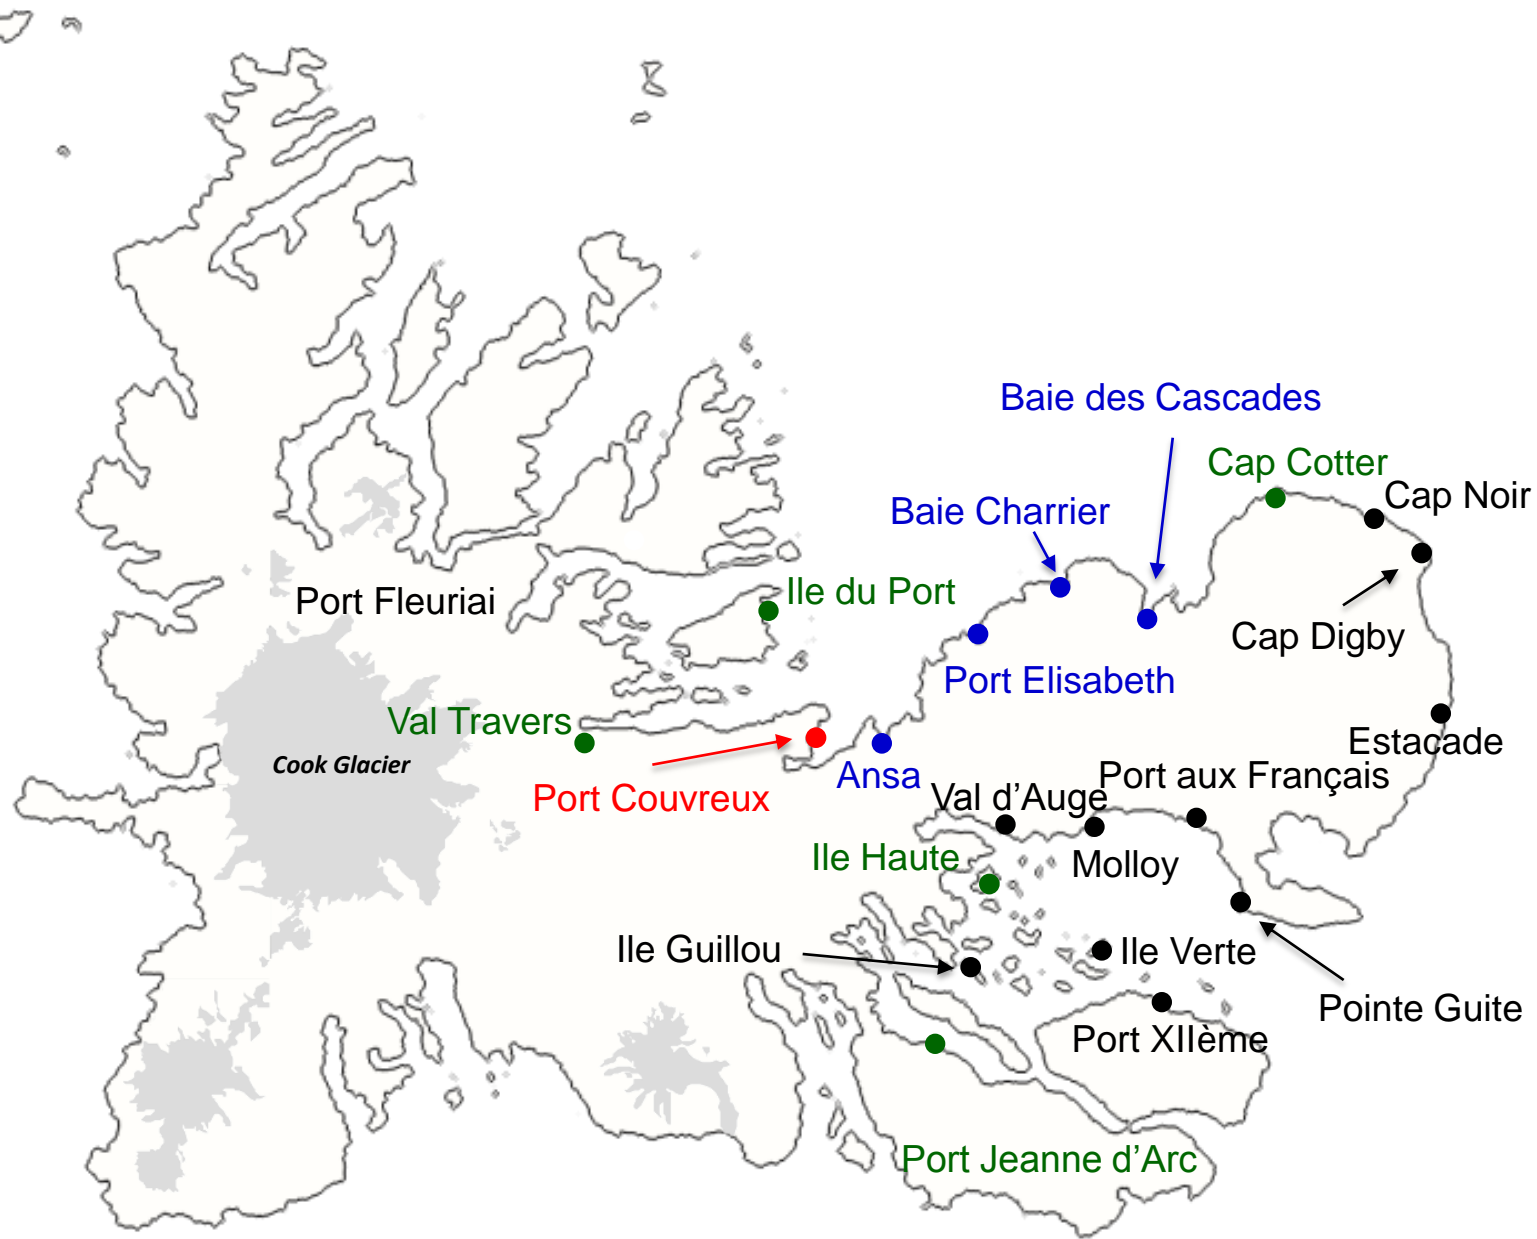 Baie des Cascades
Cap Cotter
Cap Noir
Baie Charrier
Ile du Port
Port Fleuriai
Cap Digby
Port Elisabeth
Val Travers
Estacade
Cook Glacier
Ansa
Port aux Français
Port Couvreux
Val d’Auge
Ile Haute
Molloy
Ile Guillou
Ile Verte
Pointe Guite
Port XIIème
Port Jeanne d’Arc